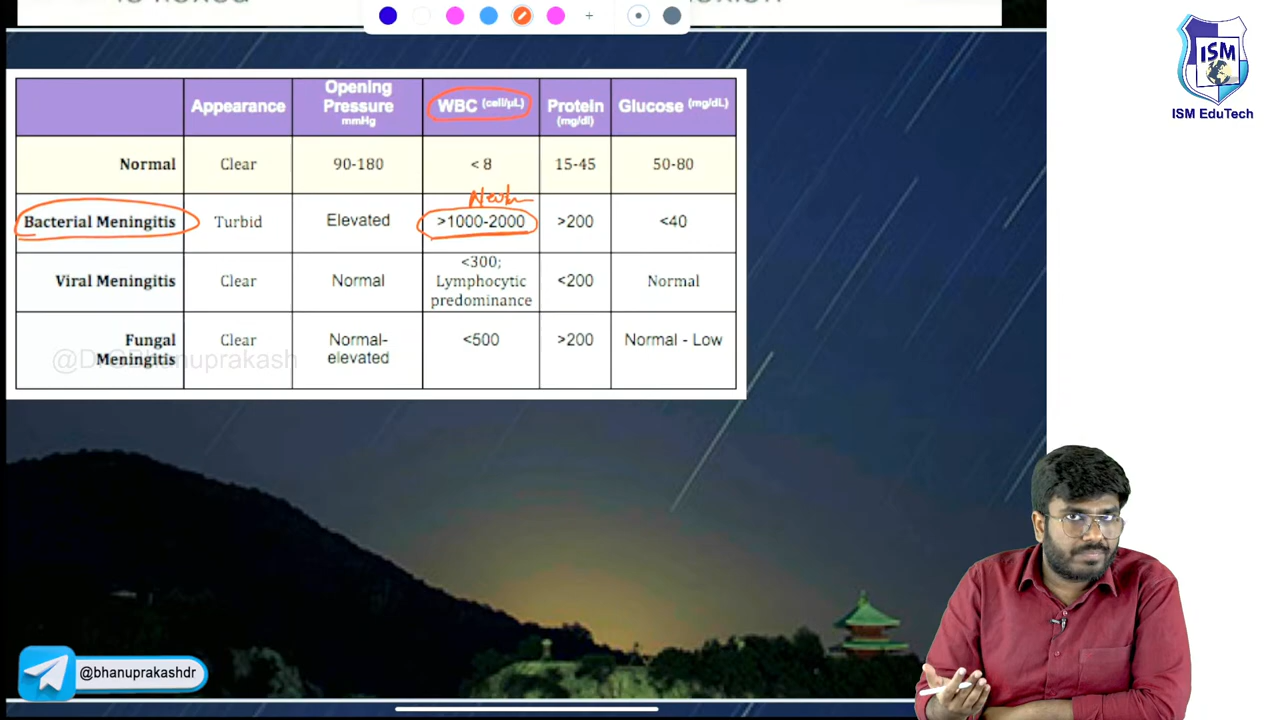 ISM
ISM EduTech
Appearance
Opening
Pressure
mmHg
WBC (cell/µL)
Protein
(mg/dl)
Glucose (mg/dL)
Normal
Clear
90-180
< 8
15-45
50-80
Bacterial Meningitis
Turbid
Elevated
>1000-2000
>200
<40
Viral Meningitis
Clear
Normal
<300;
Lymphocytic
predominance
<200
Normal
Fungal
Meningitis
Clear
Normal-
elevated
<500
>200
Normal - Low
@bhanuprakashdr